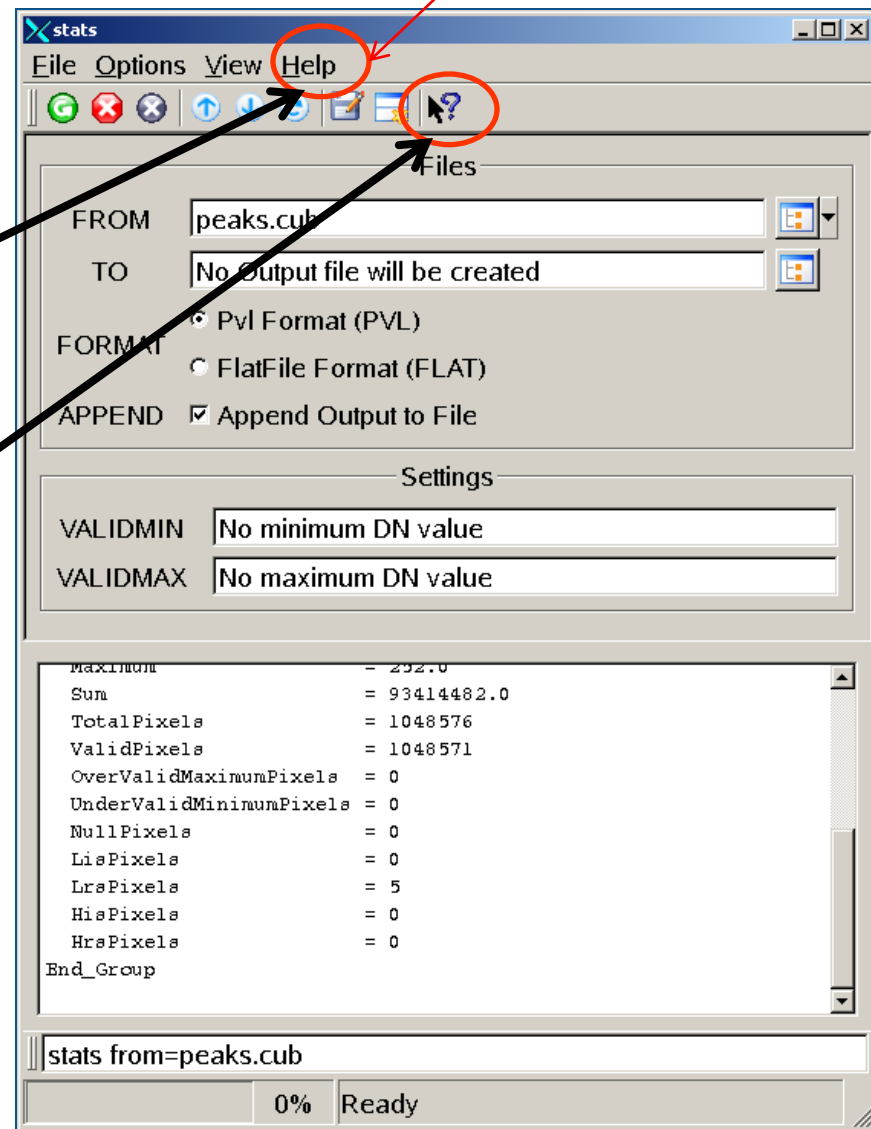 stats
File Options View Help
Files
FROM peaks.cub
TO No Output file will be created
FORMAT
Pvl Format (PVL)
FlatFile Format (FLAT)
APPEND Append Output to File
Settings
VALIDMIN No minimum DN value
VALIDMAX No maximum DN value
Maximum = 252.0
Sum = 93414482.0
TotalPixels = 1048576
ValidPixels = 1048571
OverValidMaximumPixels = 0
UnderValidMinimumPixels = 0
NullPixels = 0
LisPixels = 0
LrsPixels = 5
HisPixels = 0
HrsPixels = 0
End_Group
stats from=peaks.cub
0% Ready